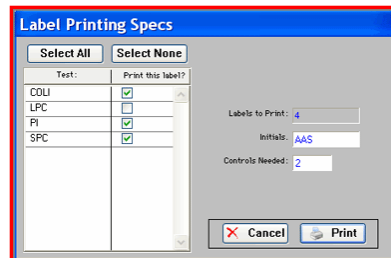 Label Printing Specs
Select All Select None
Test: Print this label?
COLI
LPC
PI
SPC
Labels to Print: 4
Initials. AAS
Controls Needed: 2
Cancel Print